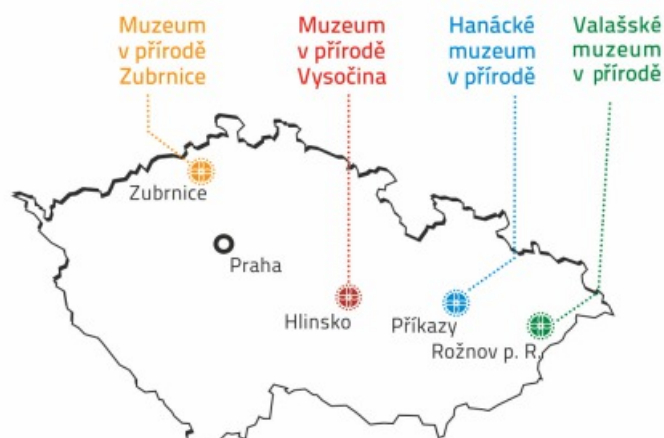 Muzeum
v přírodě
Zubrnice
Muzeum
v přírodě
Vysočina
Hanácké
muzeum
v přírodě
Valašské
muzeum
v přírodě
Zubrnice
Praha
Hlinsko
Příkazy
Rožnov p. R.